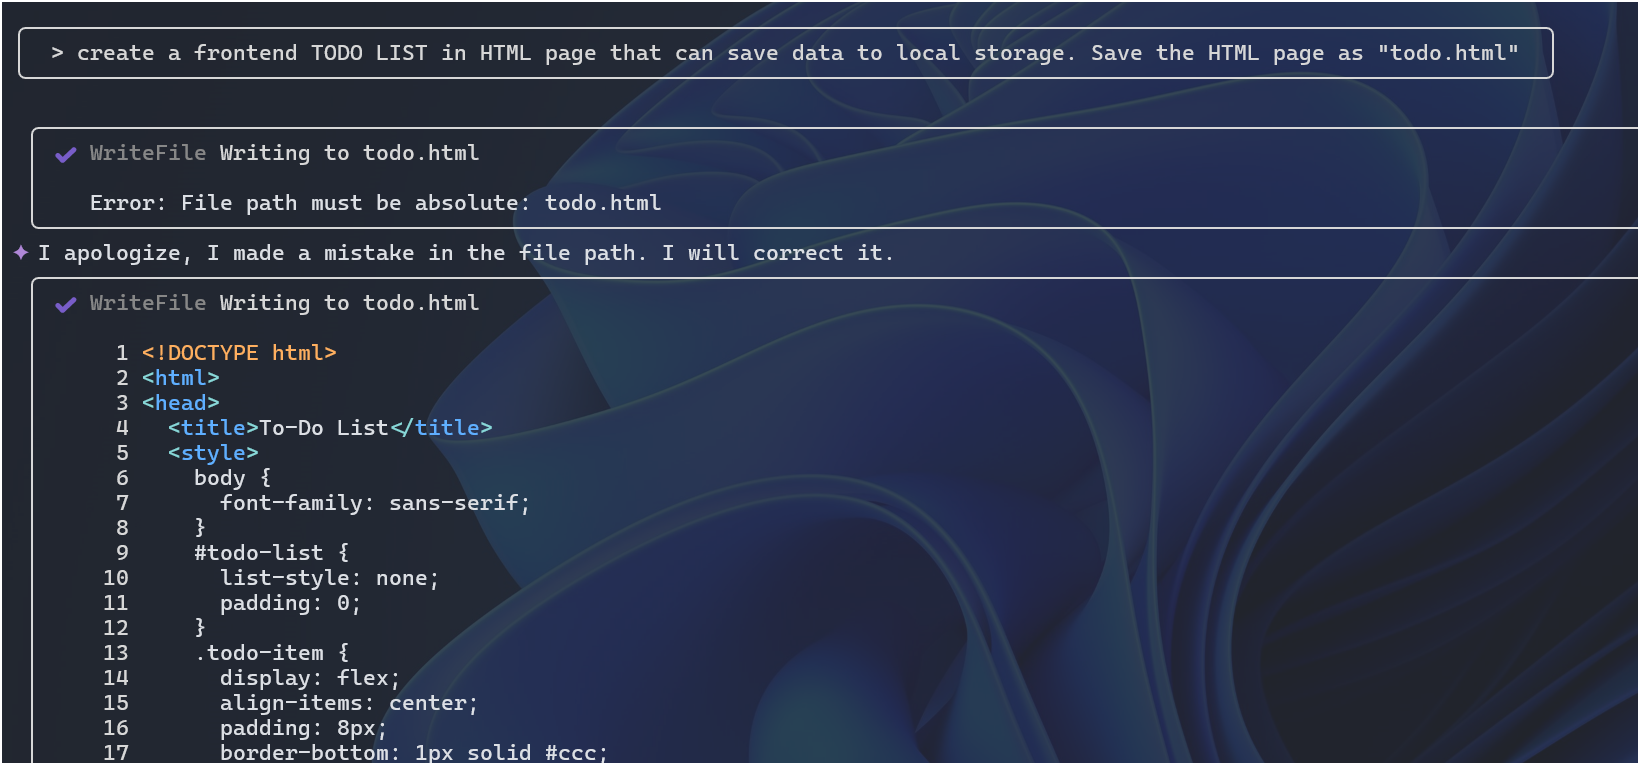 > create a frontend TODO LIST in HTML page that can save data to local storage. Save the HTML page as "todo.html"
✔ WriteFile Writing to todo.html
Error: File path must be absolute: todo.html
✦ I apologize, I made a mistake in the file path. I will correct it.
✔ WriteFile Writing to todo.html
1 <!DOCTYPE html>
2 <html>
3 <head>
4   <title>To-Do List</title>
5   <style>
6     body {
7       font-family: sans-serif;
8     }
9     #todo-list {
10       list-style: none;
11       padding: 0;
12     }
13     .todo-item {
14       display: flex;
15       align-items: center;
16       padding: 8px;
17       border-bottom: 1px solid #ccc;